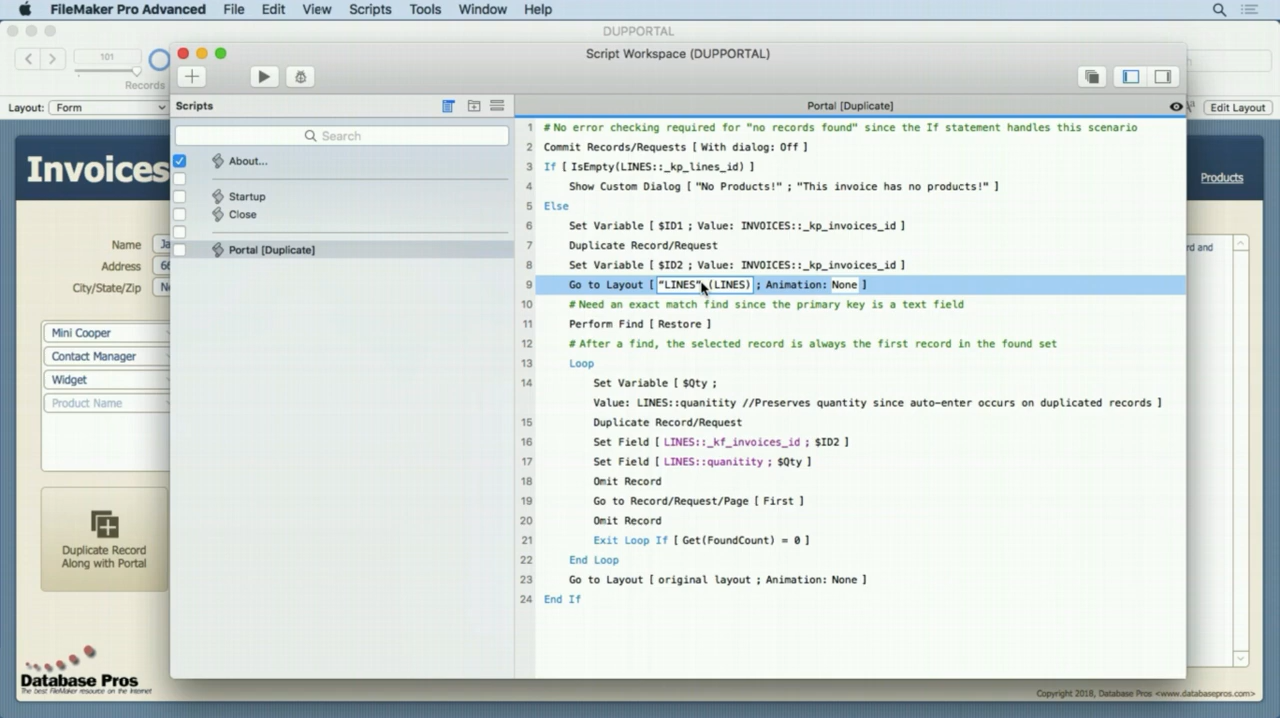 FileMaker Pro Advanced File Edit View Scripts Tools Window Help
DUPPORTAL
Script Workspace (DUPPORTAL)
101
Records
Layout: Form
Edit Layout
Scripts
Portal [Duplicate]
Search
About...
Startup
Close
Portal [Duplicate]
1 # No error checking required for "no records found" since the If statement handles this scenario
2 Commit Records/Requests [ With dialog: Off ]
3 If [ IsEmpty(LINES::_kp_lines_id) ]
4 Show Custom Dialog [ "No Products!" ; "This invoice has no products!" ]
5 Else
6 Set Variable [ $ID1 ; Value: INVOICES::_kp_invoices_id ]
7 Duplicate Record/Request
8 Set Variable [ $ID2 ; Value: INVOICES::_kp_invoices_id ]
9 Go to Layout [ “LINES” (LINES) ; Animation: None ]
10 # Need an exact match find since the primary key is a text field
11 Perform Find [ Restore ]
12 # After a find, the selected record is always the first record in the found set
13 Loop
14 Set Variable [ $Qty ;
Value: LINES::quanitity //Preserves quantity since auto-enter occurs on duplicated records ]
15 Duplicate Record/Request
16 Set Field [ LINES::_kf_invoices_id ; $ID2 ]
17 Set Field [ LINES::quanitity ; $Qty ]
18 Omit Record
19 Go to Record/Request/Page [ First ]
20 Omit Record
21 Exit Loop If [ Get(FoundCount) = 0 ]
22 End Loop
23 Go to Layout [ original layout ; Animation: None ]
24 End If
Invoices
Products
Name Ja
Address 66
City/State/Zip N
rd and
Mini Cooper
Contact Manager
Widget
Product Name
Duplicate Record
Along with Portal
Database Pros
The best FileMaker resource on the Internet
Copyright 2018, Database Pros <www.databasepros.com>